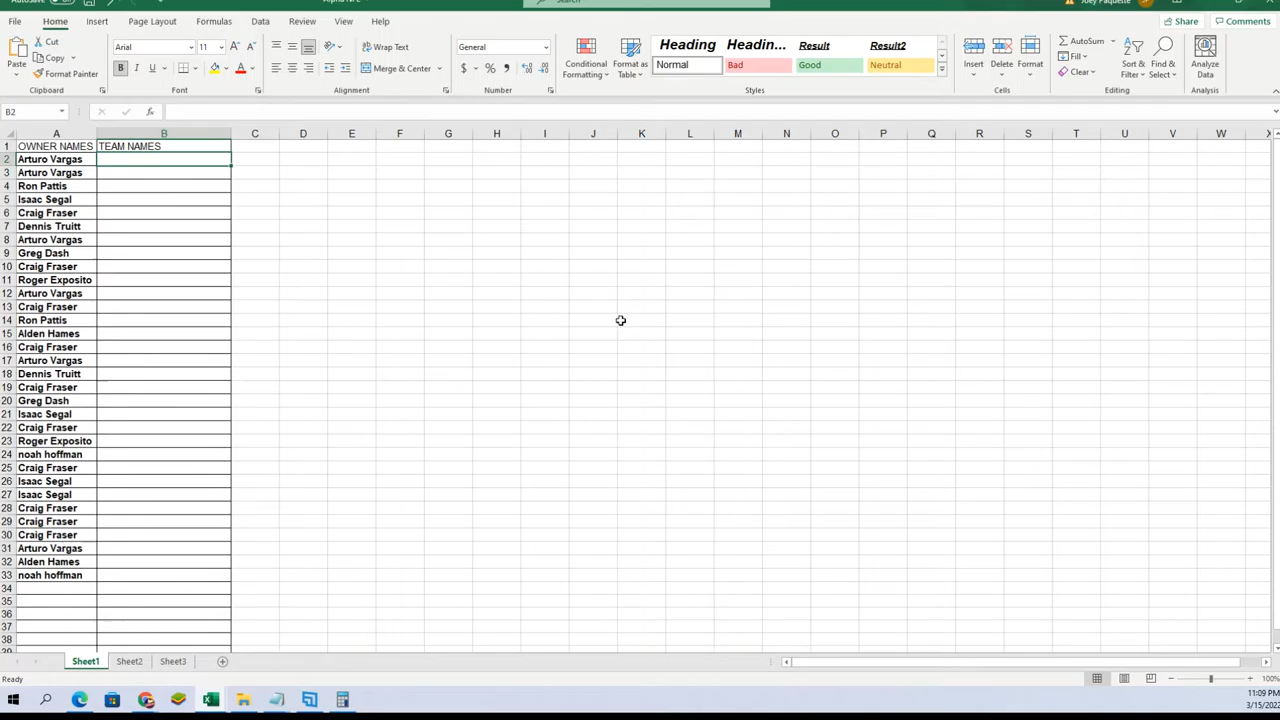 Search
Joey Paquette JP
File Home Insert Page Layout Formulas Data Review View Help Share Comments
Paste Cut Copy Format Painter Clipboard
Arial 11 B I U A Font
Wrap Text Merge & Center Alignment
General $ % , Number
Conditional Formatting Format as Table
Heading Headin... Result Result2
Normal Bad Good Neutral
Styles
Insert Delete Format Cells
AutoSum Fill Clear Sort & Filter Find & Select Editing
Analyze Data Analysis
B2 fx
A B C D E F G H I J K L M N O P Q R S T U V W X
1 OWNER NAMES TEAM NAMES
2 Arturo Vargas
3 Arturo Vargas
4 Ron Pattis
5 Isaac Segal
6 Craig Fraser
7 Dennis Truitt
8 Arturo Vargas
9 Greg Dash
10 Craig Fraser
11 Roger Exposito
12 Arturo Vargas
13 Craig Fraser
14 Ron Pattis
15 Alden Hames
16 Craig Fraser
17 Arturo Vargas
18 Dennis Truitt
19 Craig Fraser
20 Greg Dash
21 Isaac Segal
22 Craig Fraser
23 Roger Exposito
24 noah hoffman
25 Craig Fraser
26 Isaac Segal
27 Isaac Segal
28 Craig Fraser
29 Craig Fraser
30 Craig Fraser
31 Arturo Vargas
32 Alden Hames
33 noah hoffman
34
35
36
37
38
Sheet1 Sheet2 Sheet3
Ready 100%
11:09 PM